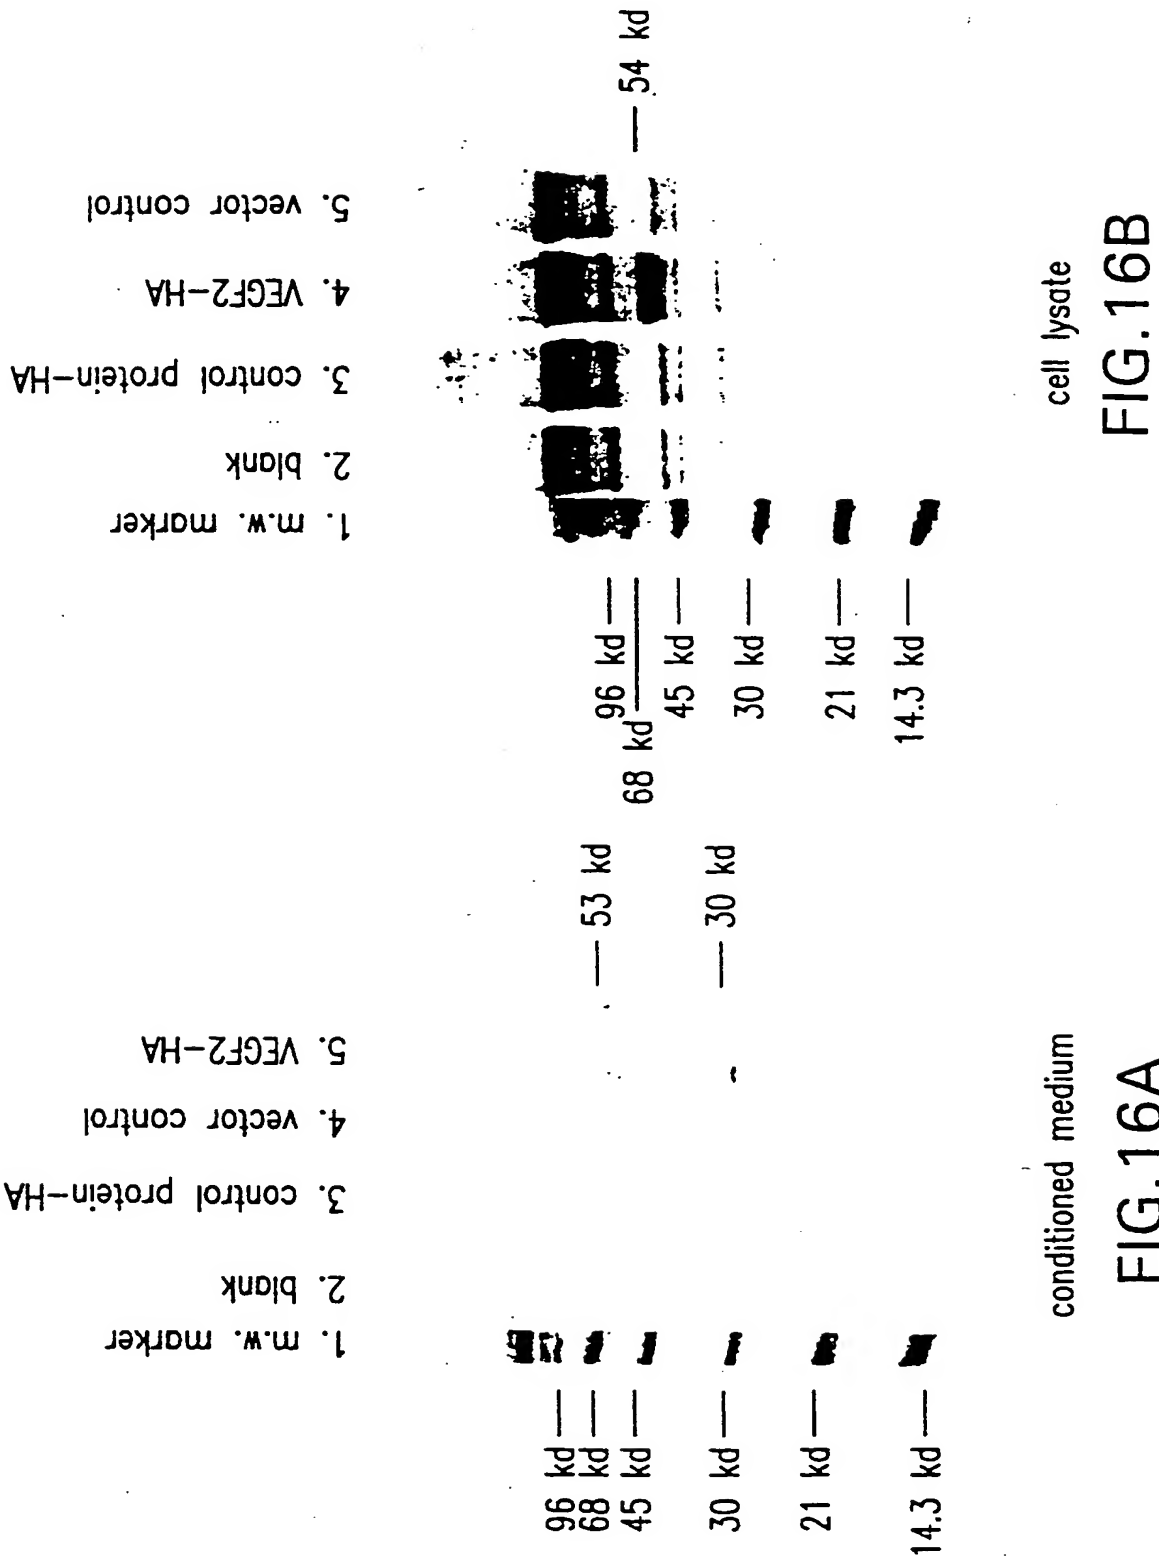 1. m.w. marker
2. blank
3. control protein-HA
4. vector control
5. VEGF2-HA
96 kd
68 kd
45 kd
30 kd
21 kd
14.3 kd
53 kd
30 kd
conditioned medium
FIG.16A
1. m.w. marker
2. blank
3. control protein-HA
4. VEGF2-HA
5. vector control
96 kd
68 kd
45 kd
30 kd
21 kd
14.3 kd
54 kd
cell lysate
FIG.16B